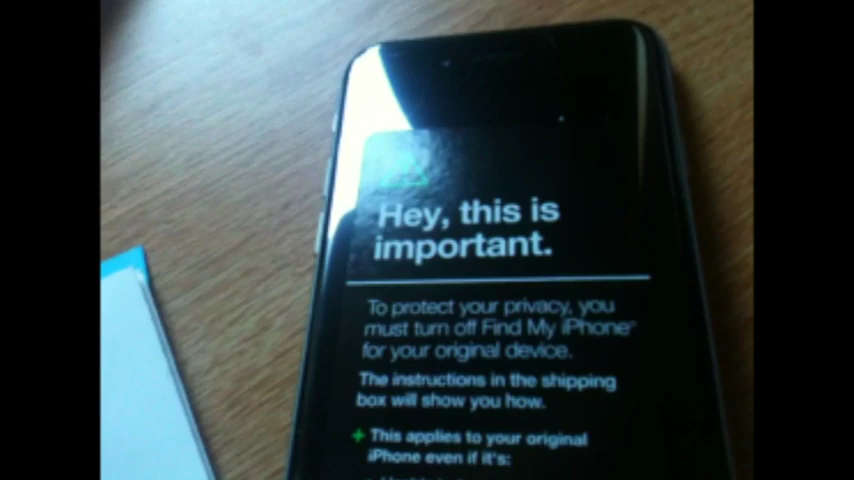 Hey, this is
important.
To protect your privacy, you
must turn off Find My iPhone®
for your original device.
The instructions in the shipping
box will show you how.
+ This applies to your original
iPhone even if it's: